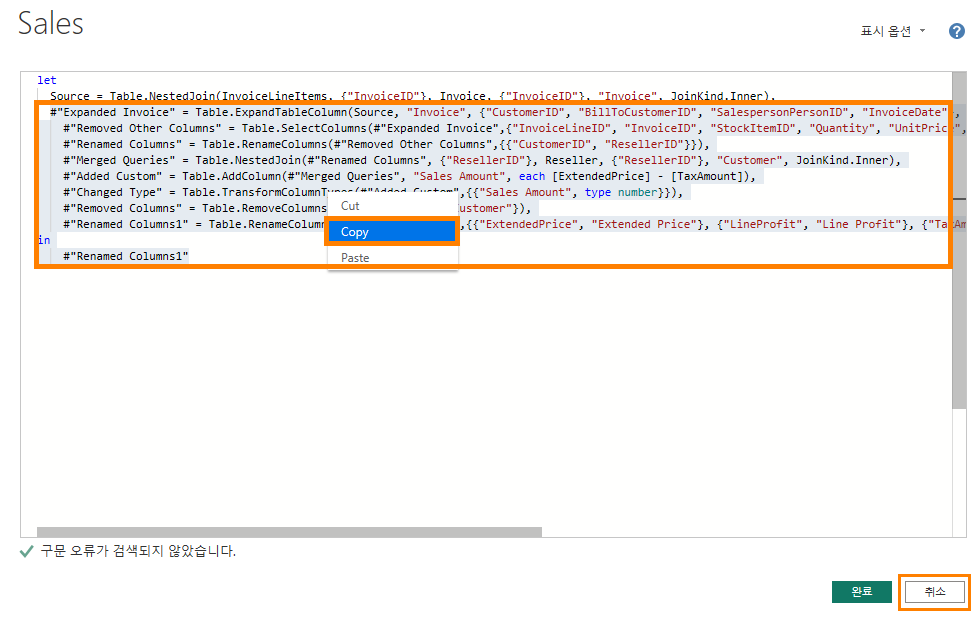 Sales
표시 옵션
?
let
Source = Table.NestedJoin(InvoiceLineItems, {"InvoiceID"}, Invoice, {"InvoiceID"}, "Invoice", JoinKind.Inner),
#"Expanded Invoice" = Table.ExpandTableColumn(Source, "Invoice", {"CustomerID", "BillToCustomerID", "SalespersonPersonID", "InvoiceDate",
#"Removed Other Columns" = Table.SelectColumns(#"Expanded Invoice",{"InvoiceLineID", "InvoiceID", "StockItemID", "Quantity", "UnitPrice",
#"Renamed Columns" = Table.RenameColumns(#"Removed Other Columns",{{"CustomerID", "ResellerID"}}),
#"Merged Queries" = Table.NestedJoin(#"Renamed Columns", {"ResellerID"}, Reseller, {"ResellerID"}, "Customer", JoinKind.Inner),
#"Added Custom" = Table.AddColumn(#"Merged Queries", "Sales Amount", each [ExtendedPrice] - [TaxAmount]),
#"Changed Type" = Table.TransformColumnTypes(#"Added Custom",{{"Sales Amount", type number}}),
#"Removed Columns" = Table.RemoveColumns ustomer"}),
#"Renamed Columns1" = Table.RenameColumn ,{{"ExtendedPrice", "Extended Price"}, {"LineProfit", "Line Profit"}, {"TaxAm
in
#"Renamed Columns1"
Cut
Copy
Paste
구문 오류가 검색되지 않았습니다.
완료
취소